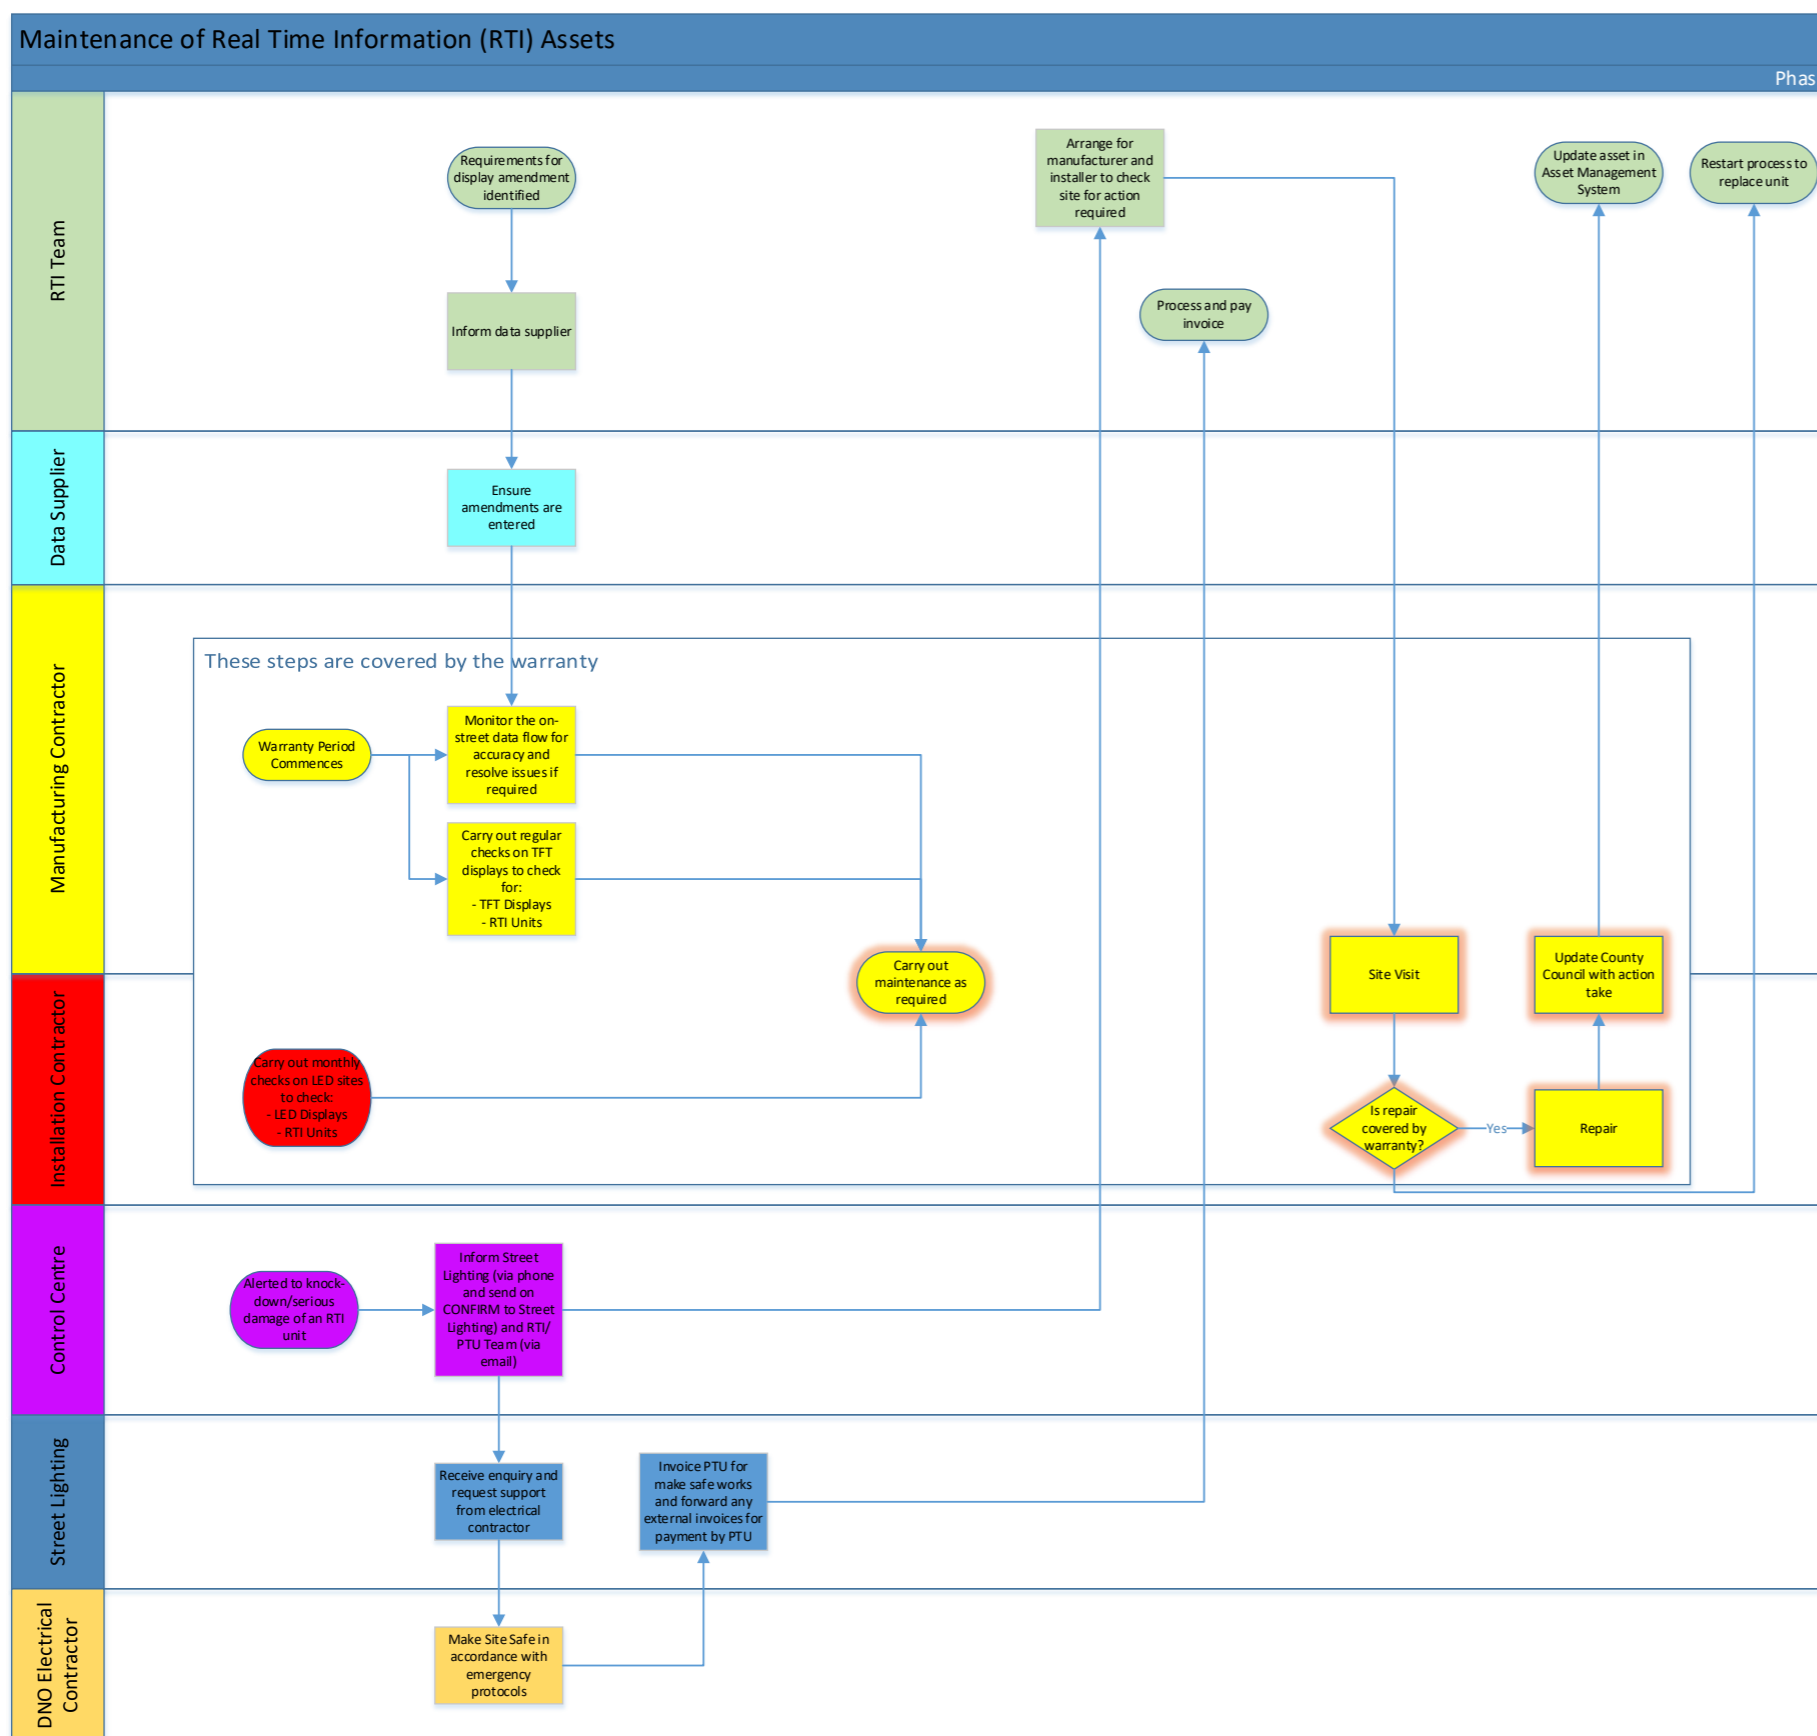 Maintenance of Real Time Information (RTI) Assets
Phas
RTI Team
Requirements for
display amendment
identified
Inform data supplier
Arrange for
manufacturer and
installer to check
site for action
required
Process and pay
invoice
Update asset in
Asset Management
System
Restart process to
replace unit
Data Supplier
Ensure
amendments are
entered
Manufacturing Contractor
These steps are covered by the warranty
Warranty Period
Commences
Monitor the on-
street data flow for
accuracy and
resolve issues if
required
Carry out regular
checks on TFT
displays to check
for:
- TFT Displays
- RTI Units
Carry out
maintenance as
required
Site Visit
Update County
Council with action
take
Installation Contractor
Carry out monthly
checks on LED sites
to check:
- LED Displays
- RTI Units
Is repair
covered by
warranty?
Yes
Repair
Control Centre
Alerted to knock-
down/serious
damage of an RTI
unit
Inform Street
Lighting (via phone
and send on
CONFIRM to Street
Lighting) and RTI/
PTU Team (via
email)
Street Lighting
Receive enquiry and
request support
from electrical
contractor
Invoice PTU for
make safe works
and forward any
external invoices for
payment by PTU
DNO Electrical
Contractor
Make Site Safe in
accordance with
emergency
protocols